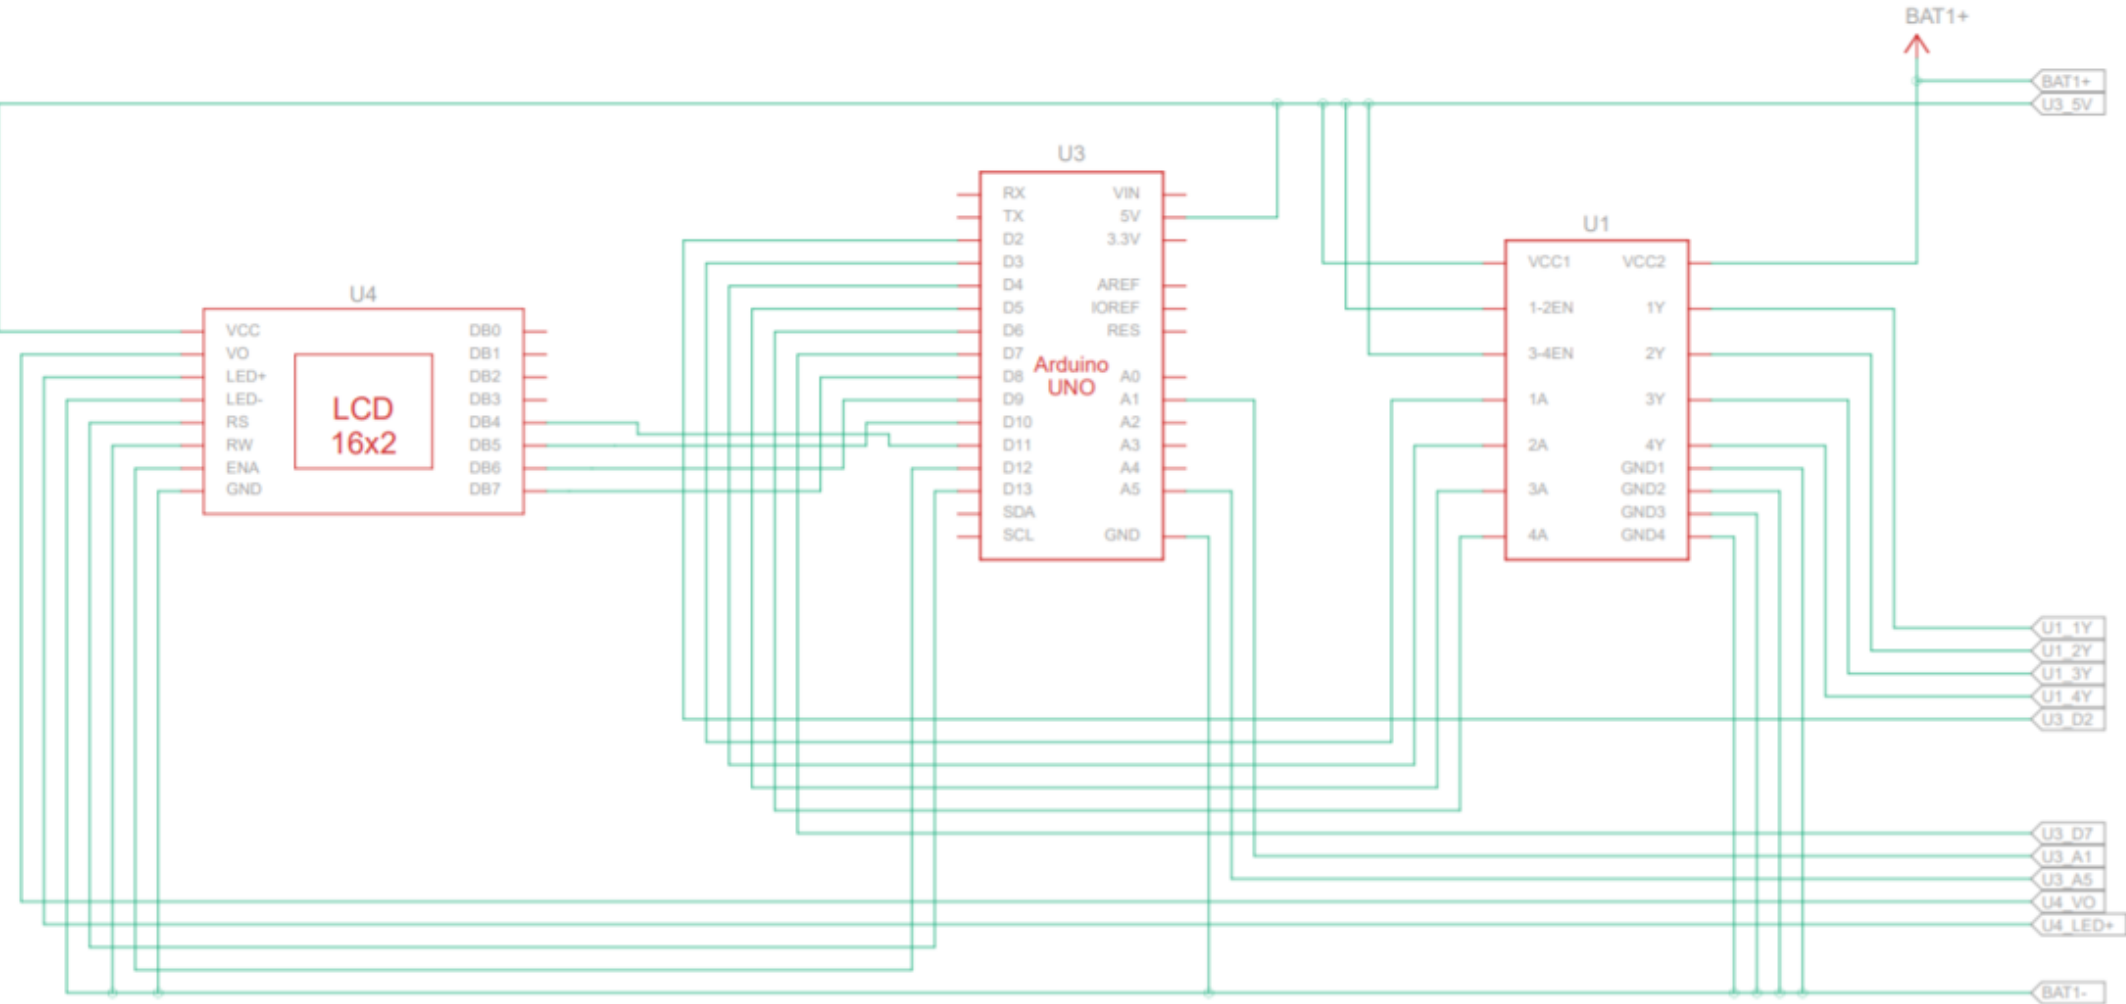 BAT1+
BAT1+
U3_5V
U3
RX VIN
TX 5V
D2 3.3V
D3
D4 AREF
D5 IOREF
D6 RES
D7
Arduino
UNO
D8 A0
D9 A1
D10 A2
D11 A3
D12 A4
D13 A5
SDA
SCL GND
U1
VCC1 VCC2
1-2EN 1Y
3-4EN 2Y
1A 3Y
2A 4Y
GND1
3A GND2
GND3
4A GND4
U4
VCC DB0
VO DB1
LED+ DB2
LED- DB3
RS DB4
RW DB5
ENA DB6
GND DB7
LCD
16x2
U1_1Y
U1_2Y
U1_3Y
U1_4Y
U3_D2
U3_D7
U3_A1
U3_A5
U4_VO
U4_LED+
BAT1-